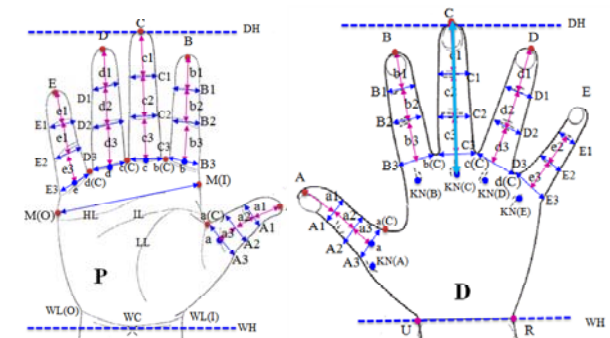 C DH
D
B
c1
d1 b1
C1
E D1 B1
c2
e1 d2 b2
C2
E1 D2 B2
e1
c3
d3 b3
E2 D3 C3
e3 c(C) c b(C) b B3
E3 e d(C) d
M(I)
M(O)
HL IL
a(C) a1
LL
a a3 a2 A1
A2
A3
P
WL(O) WC WL(I)
WH
C DH
B D
c1
b1 d1
B1 C1 D1
E
b2 c2
B2 C2 d2
D2
b3 c3 d3
e2 E1
B3 b(C) C3 c(C) D3
d(C) e3 E2
KN(B) KN(C) KN(D)
E3
KN(E)
A
a1
A1 a2 a(C)
A2 a3 a
A3 KN(A)
D
U R
WH